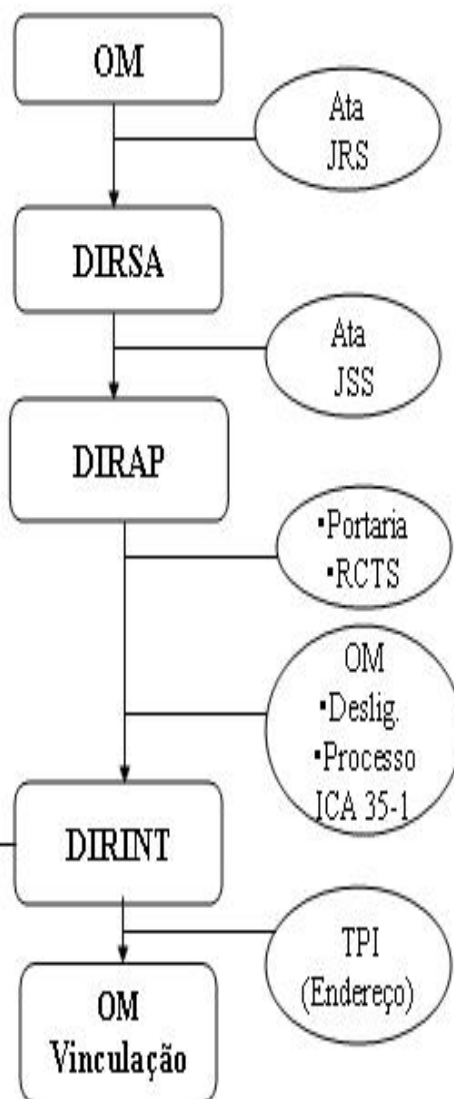 OM
Ata
JRS
DIRSA
Ata
JSS
DIRAP
▪Portaria
▪RCTS
OM
▪Deslig.
▪Processo
ICA 35-1
DIRINT
TPI
(Endereço)
OM
Vinculação